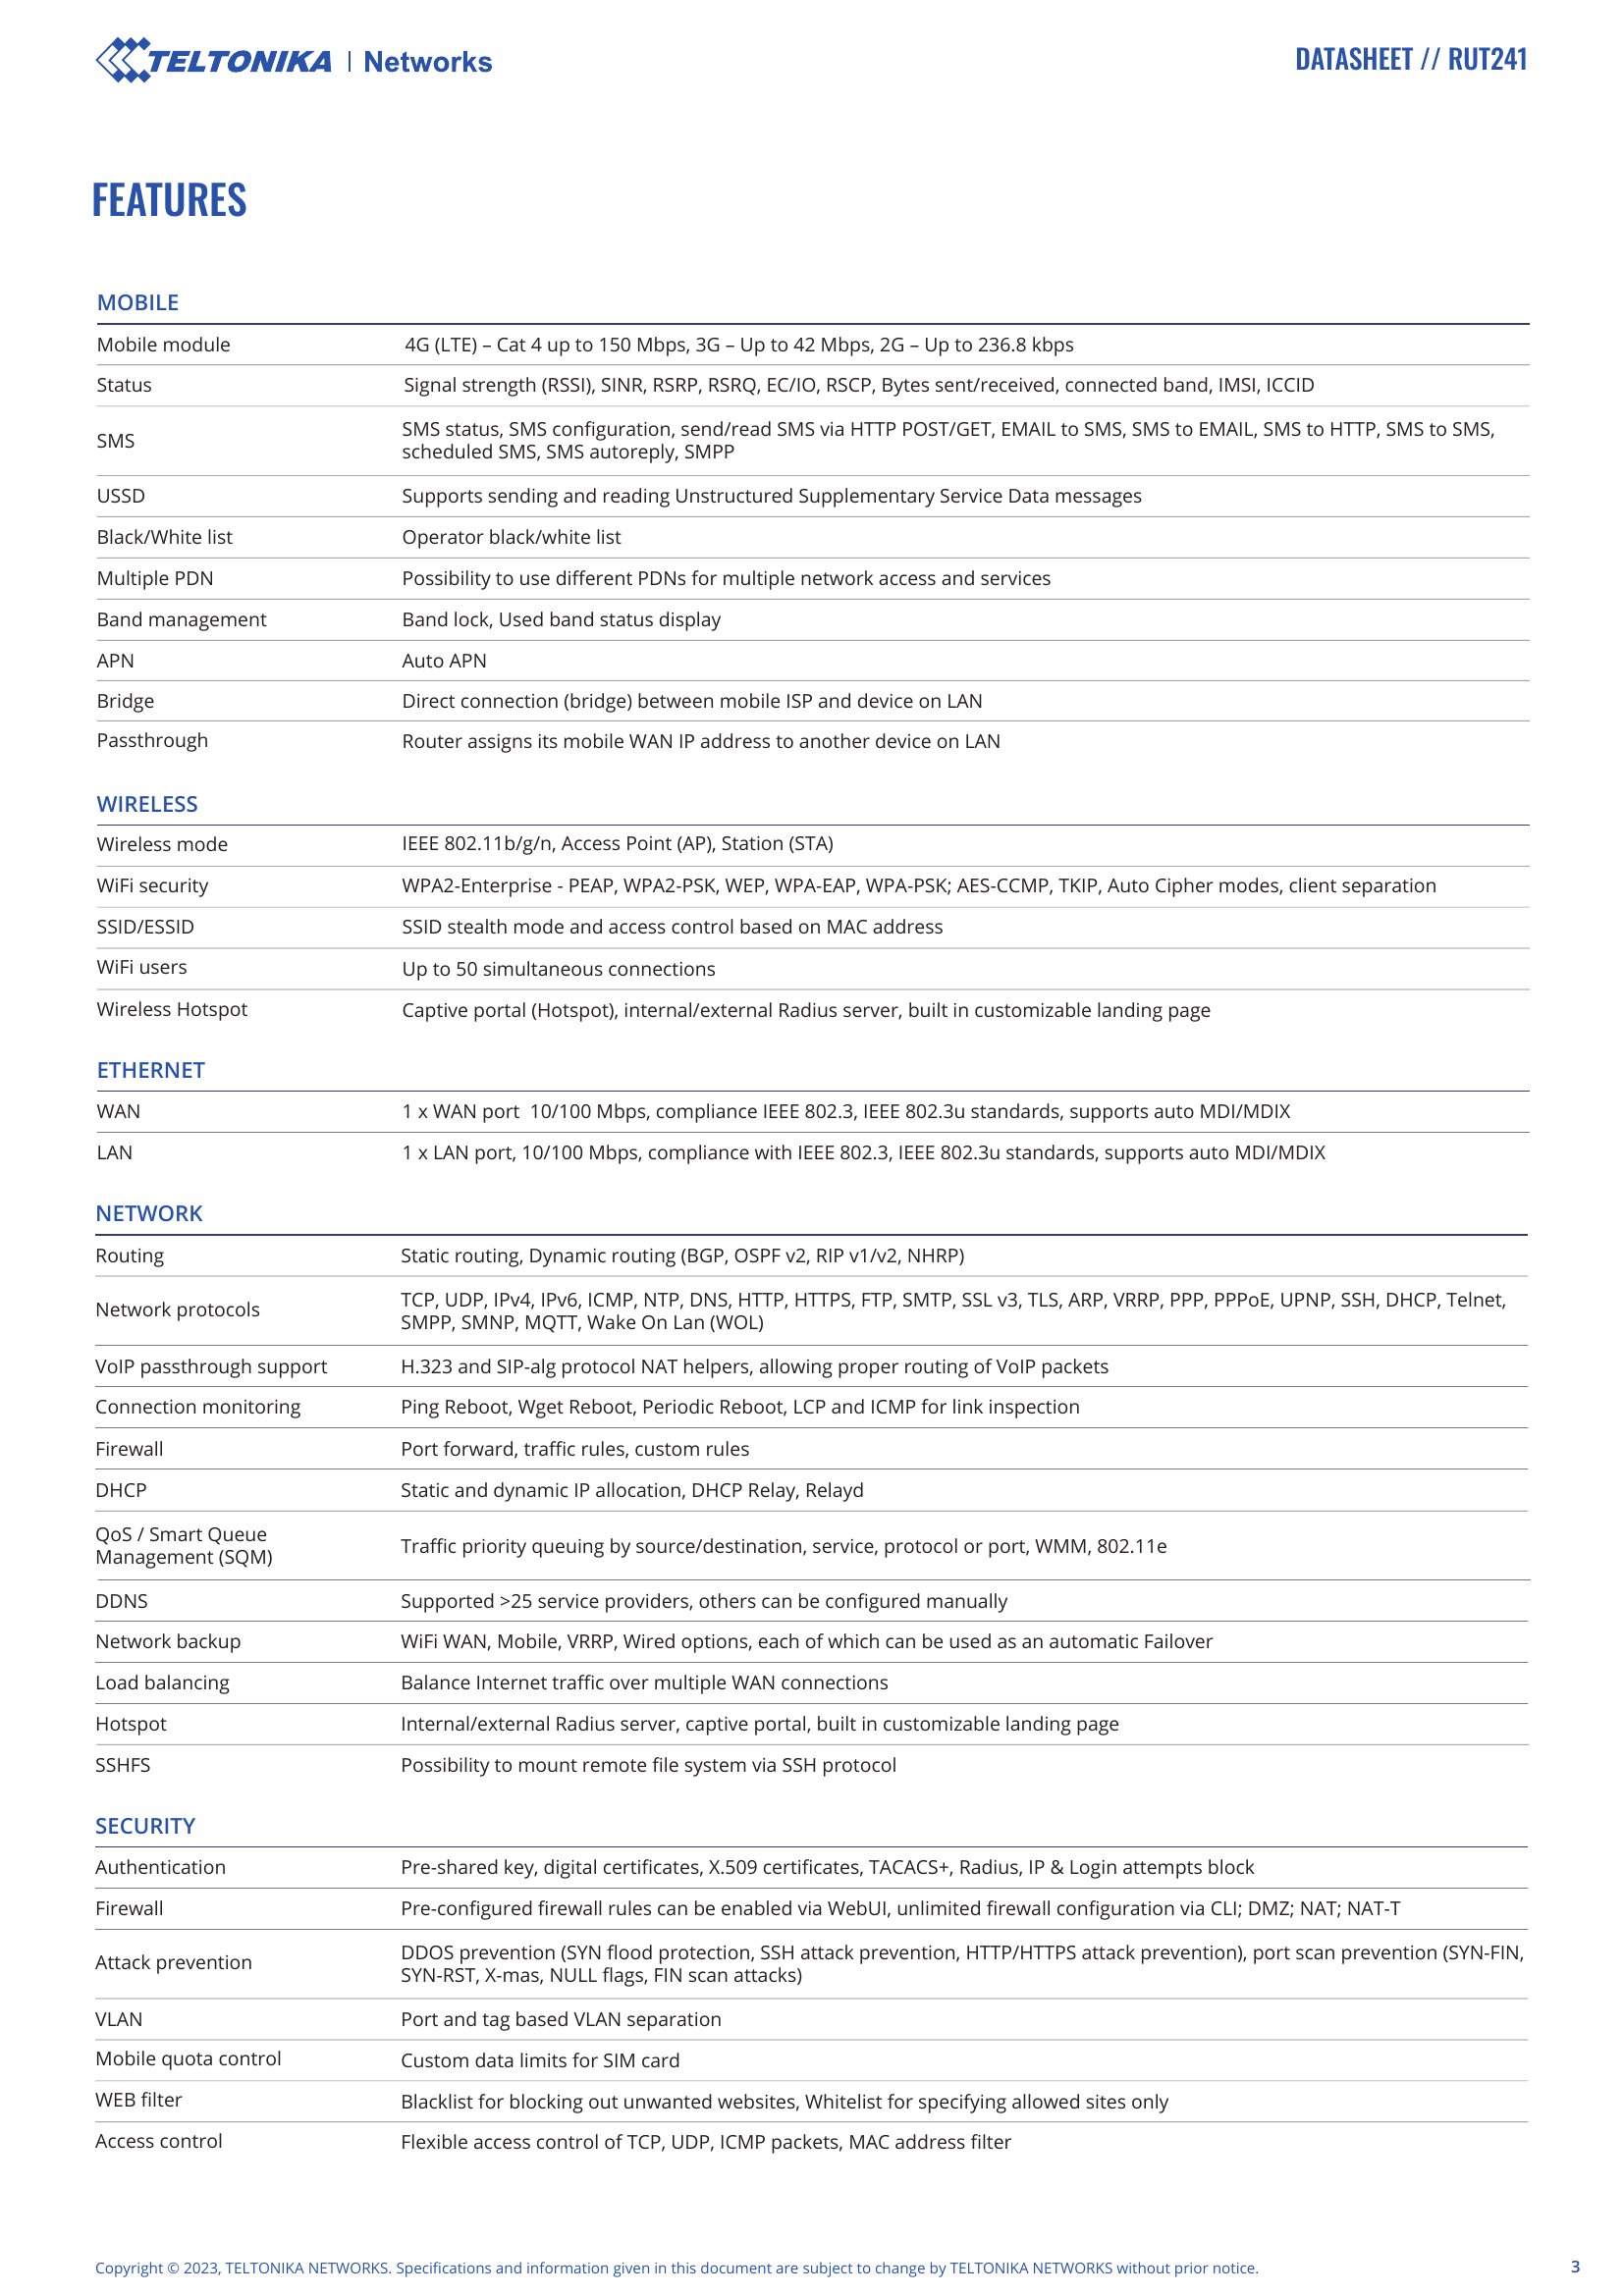 TELTONIKA | Networks
DATASHEET // RUT241
FEATURES
MOBILE
Mobile module 4G (LTE) – Cat 4 up to 150 Mbps, 3G – Up to 42 Mbps, 2G – Up to 236.8 kbps
Status Signal strength (RSSI), SINR, RSRP, RSRQ, EC/IO, RSCP, Bytes sent/received, connected band, IMSI, ICCID
SMS SMS status, SMS configuration, send/read SMS via HTTP POST/GET, EMAIL to SMS, SMS to EMAIL, SMS to HTTP, SMS to SMS,
scheduled SMS, SMS autoreply, SMPP
USSD Supports sending and reading Unstructured Supplementary Service Data messages
Black/White list Operator black/white list
Multiple PDN Possibility to use different PDNs for multiple network access and services
Band management Band lock, Used band status display
APN Auto APN
Bridge Direct connection (bridge) between mobile ISP and device on LAN
Passthrough Router assigns its mobile WAN IP address to another device on LAN
WIRELESS
Wireless mode IEEE 802.11b/g/n, Access Point (AP), Station (STA)
WiFi security WPA2-Enterprise - PEAP, WPA2-PSK, WEP, WPA-EAP, WPA-PSK; AES-CCMP, TKIP, Auto Cipher modes, client separation
SSID/ESSID SSID stealth mode and access control based on MAC address
WiFi users Up to 50 simultaneous connections
Wireless Hotspot Captive portal (Hotspot), internal/external Radius server, built in customizable landing page
ETHERNET
WAN 1 x WAN port  10/100 Mbps, compliance IEEE 802.3, IEEE 802.3u standards, supports auto MDI/MDIX
LAN 1 x LAN port, 10/100 Mbps, compliance with IEEE 802.3, IEEE 802.3u standards, supports auto MDI/MDIX
NETWORK
Routing Static routing, Dynamic routing (BGP, OSPF v2, RIP v1/v2, NHRP)
Network protocols TCP, UDP, IPv4, IPv6, ICMP, NTP, DNS, HTTP, HTTPS, FTP, SMTP, SSL v3, TLS, ARP, VRRP, PPP, PPPoE, UPNP, SSH, DHCP, Telnet,
SMPP, SMNP, MQTT, Wake On Lan (WOL)
VoIP passthrough support H.323 and SIP-alg protocol NAT helpers, allowing proper routing of VoIP packets
Connection monitoring Ping Reboot, Wget Reboot, Periodic Reboot, LCP and ICMP for link inspection
Firewall Port forward, traffic rules, custom rules
DHCP Static and dynamic IP allocation, DHCP Relay, Relayd
QoS / Smart Queue
Management (SQM) Traffic priority queuing by source/destination, service, protocol or port, WMM, 802.11e
DDNS Supported >25 service providers, others can be configured manually
Network backup WiFi WAN, Mobile, VRRP, Wired options, each of which can be used as an automatic Failover
Load balancing Balance Internet traffic over multiple WAN connections
Hotspot Internal/external Radius server, captive portal, built in customizable landing page
SSHFS Possibility to mount remote file system via SSH protocol
SECURITY
Authentication Pre-shared key, digital certificates, X.509 certificates, TACACS+, Radius, IP & Login attempts block
Firewall Pre-configured firewall rules can be enabled via WebUI, unlimited firewall configuration via CLI; DMZ; NAT; NAT-T
Attack prevention DDOS prevention (SYN flood protection, SSH attack prevention, HTTP/HTTPS attack prevention), port scan prevention (SYN-FIN,
SYN-RST, X-mas, NULL flags, FIN scan attacks)
VLAN Port and tag based VLAN separation
Mobile quota control Custom data limits for SIM card
WEB filter Blacklist for blocking out unwanted websites, Whitelist for specifying allowed sites only
Access control Flexible access control of TCP, UDP, ICMP packets, MAC address filter
Copyright © 2023, TELTONIKA NETWORKS. Specifications and information given in this document are subject to change by TELTONIKA NETWORKS without prior notice.
3